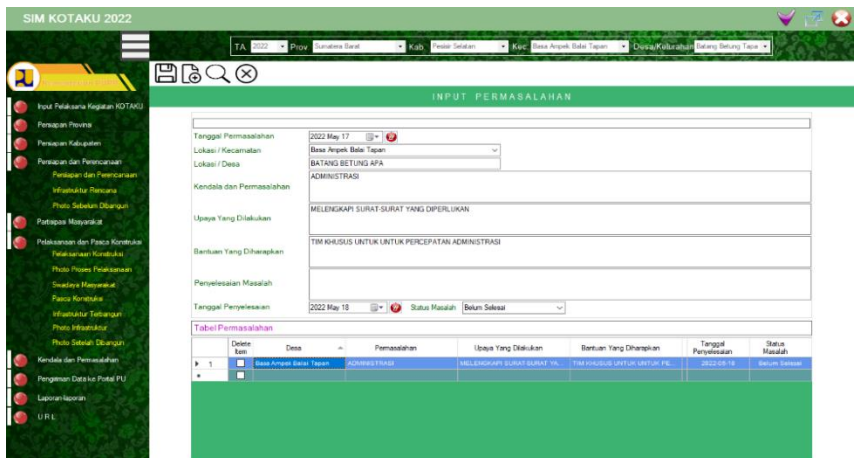 SIM KOTAKU 2022
TA 2022 Prov Sumatera Barat Kab Pesisir Selatan Kec Basa Ampek Balai Tapan Desa/Kelurahan Batang Betung Tapa
INPUT PERMASALAHAN
Input Pelaksana Kegiatan KOTAKU
Persiapan Provinsi
Persiapan Kabupaten
Persiapan dan Perencanaan
Persiapan dan Perencanaan
Infrastruktur Rencana
Photo Sebelum Dibangun
Partisipasi Masyarakat
Pelaksanaan dan Pasca Konstruksi
Pelaksanaan Konstruksi
Photo Proses Pelaksanaan
Swadaya Masyarakat
Pasca Konstruksi
Infrastruktur Terbangun
Photo Infrastruktur
Photo Setelah Dibangun
Kendala dan Permasalahan
Pengiriman Data ke Portal PU
Laporan-laporan
U R L
Tanggal Permasalahan 2022 May 17
Lokasi / Kecamatan Basa Ampek Balai Tapan
Lokasi / Desa BATANG BETUNG APA
Kendala dan Permasalahan ADMINISTRASI
Upaya Yang Dilakukan MELENGKAPI SURAT-SURAT YANG DIPERLUKAN
Bantuan Yang Diharapkan TIM KHUSUS UNTUK UNTUK PERCEPATAN ADMINISTRASI
Penyelesaian Masalah
Tanggal Penyelesaian 2022 May 18 Status Masalah Belum Selesai
Tabel Permasalahan
Delete Item Desa Permasalahan Upaya Yang Dilakukan Bantuan Yang Diharapkan Tanggal Penyelesaian Status Masalah
1 Basa Ampek Balai Tapan ADMINISTRASI MELENGKAPI SURAT-SURAT YA... TIM KHUSUS UNTUK UNTUK PE... 2022-05-18 Belum Selesai